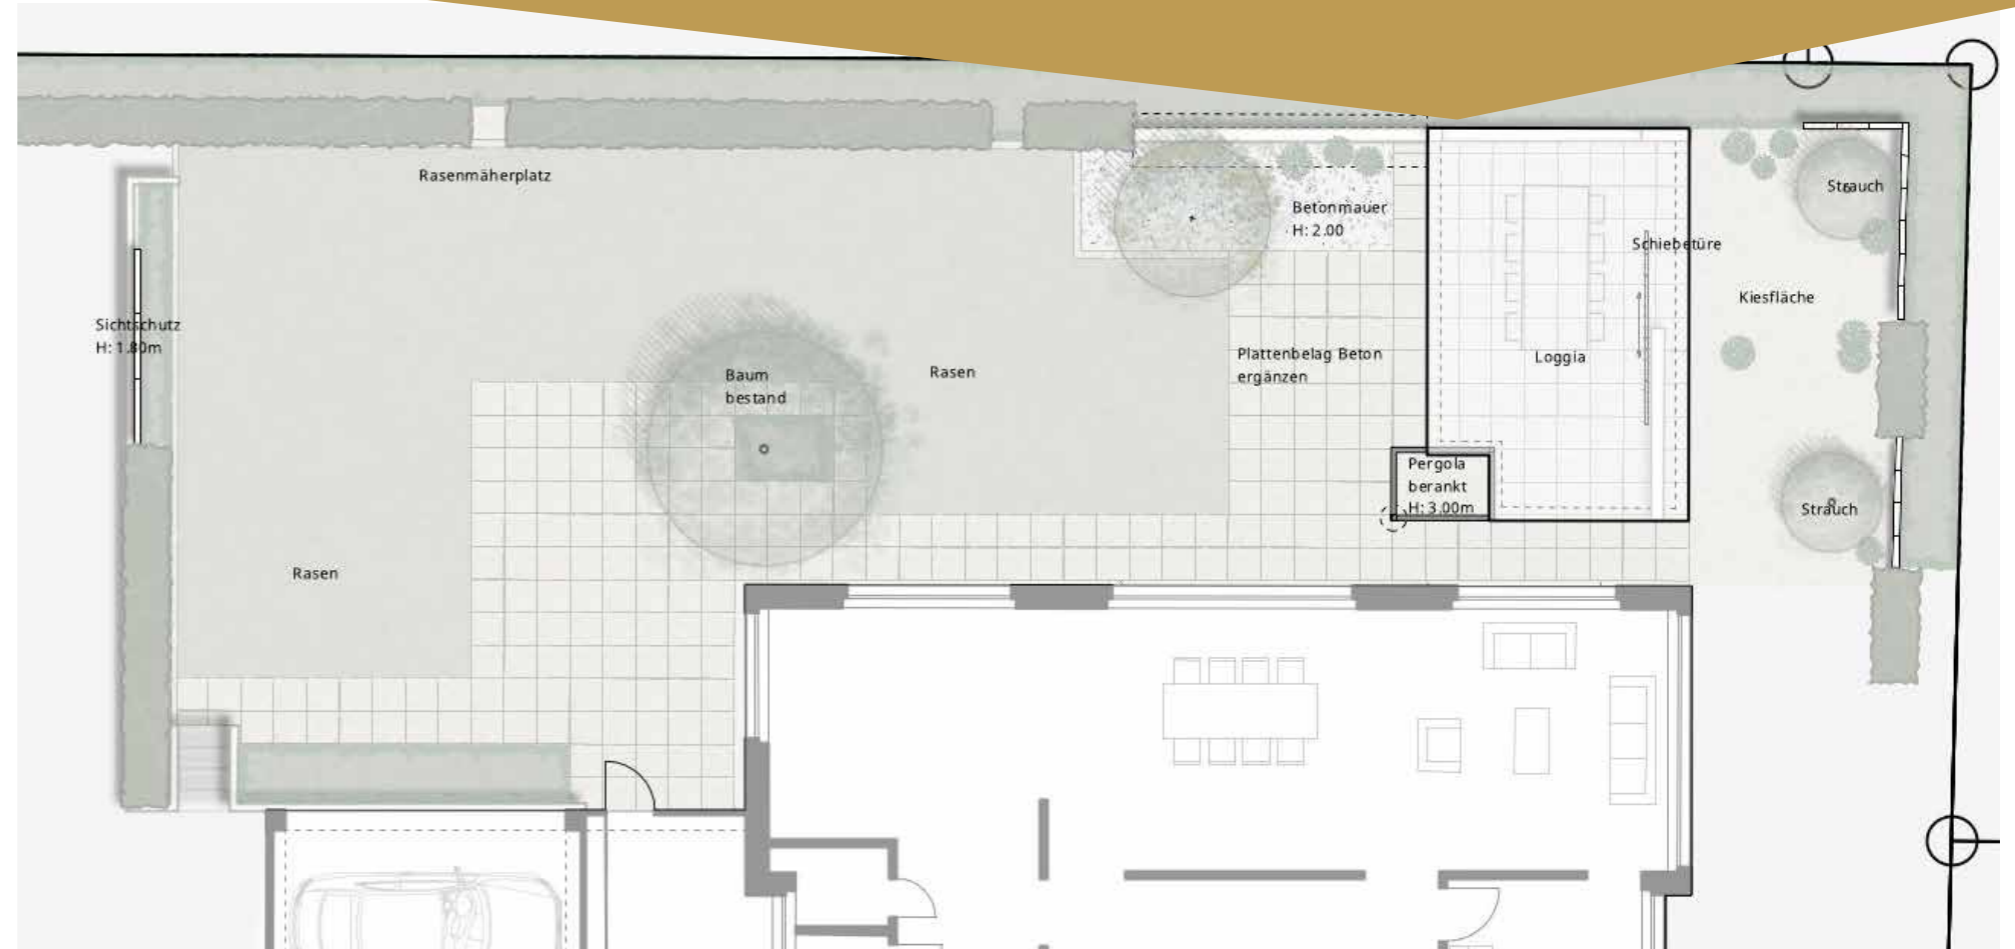 Rasenmäherplatz
Strauch
Betonmauer
H: 2.00
Schiebetüre
Kiesfläche
Sichtschutz
H: 1.80m
Plattenbelag Beton
ergänzen
Loggia
Baum
bestand
Rasen
Pergola
berankt
H: 3.00m
Strauch
Rasen